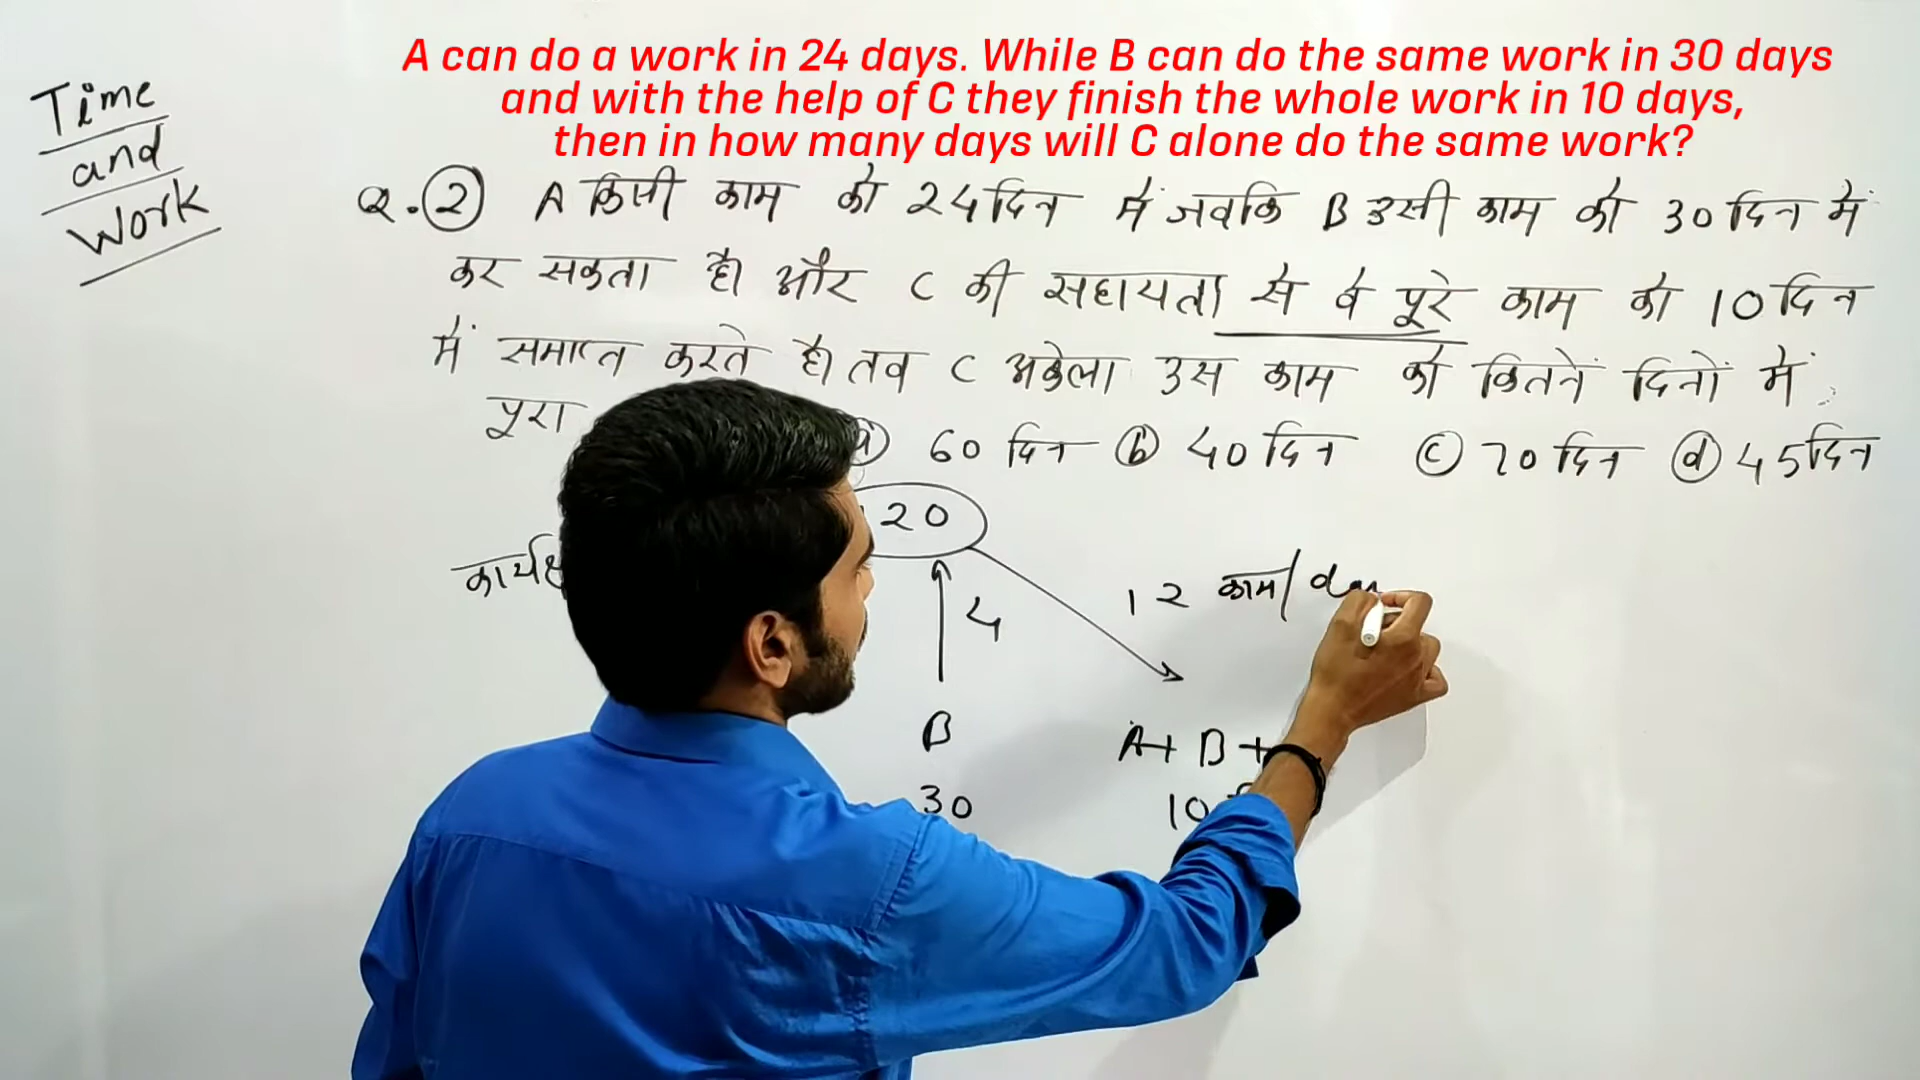 A can do a work in 24 days. While B can do the same work in 30 days
and with the help of C they finish the whole work in 10 days,
then in how many days will C alone do the same work?
Time
and
Work
Q. 2 A किसी काम को 24 दिन में जबकि B उसी काम को 30 दिन में
कर सकता है। और C की सहायता से वे पूरे काम को 10 दिन
में समाप्त करते है। तब C अकेला उस काम को कितनें दिनों में
पूरा
a 60 दिन b 40 दिन c 70 दिन d 45 दिन
20
4
12 काम/
B
A+ B+
30
10